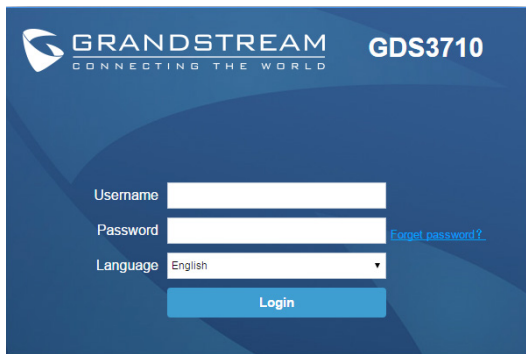 GRANDSTREAM
CONNECTING THE WORLD
GDS3710
Username
Password
Forget password?
Language
English
Login